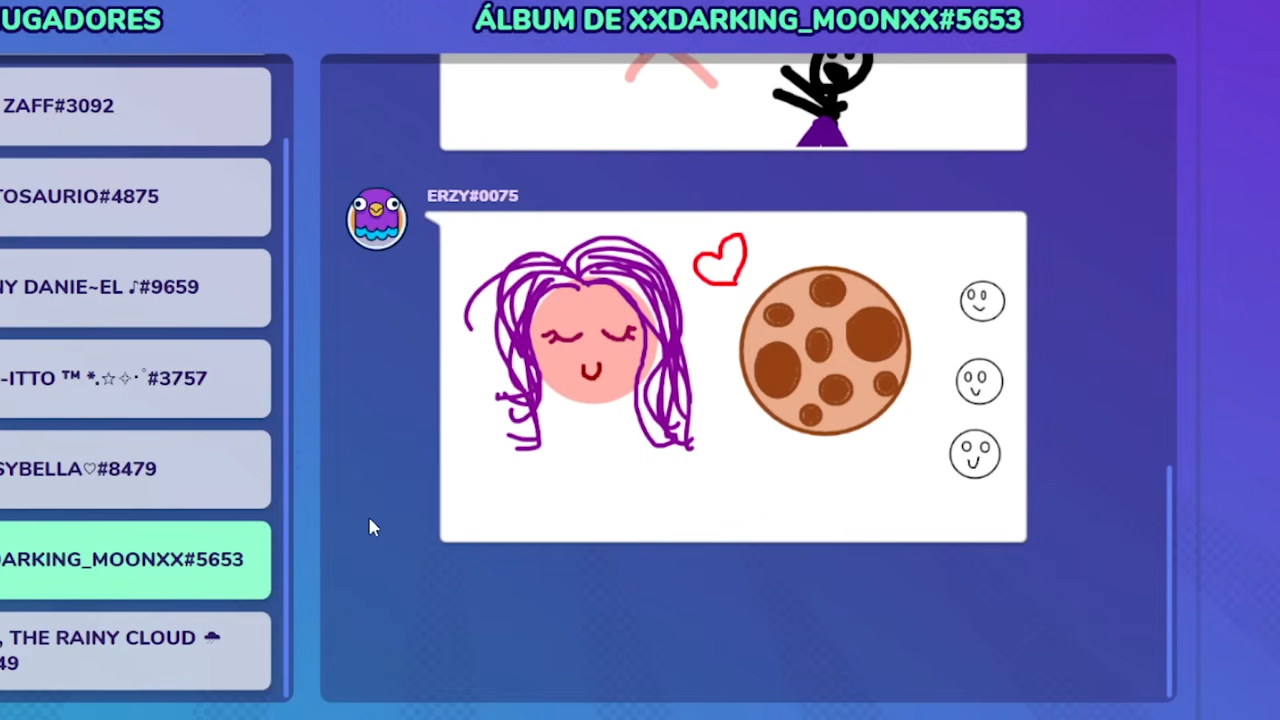 UGADORES
ÁLBUM DE XXDARKING_MOONXX#5653
ZAFF#3092
TOSAURIO#4875
NY DANIE~EL ♪#9659
-ITTO ™ *.☆✧·˚#3757
SYBELLA♡#8479
DARKING_MOONXX#5653
, THE RAINY CLOUD 🌧
49
ERZY#0075